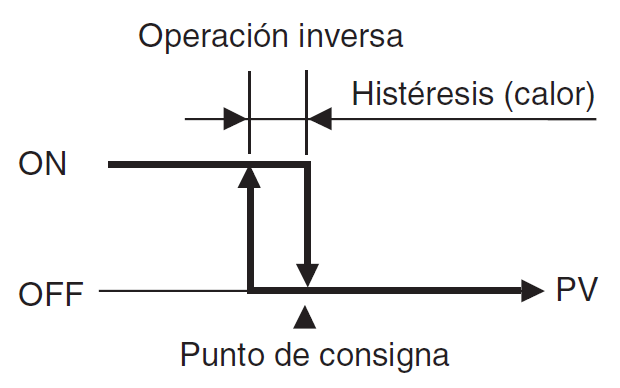 Operación inversa
Histéresis (calor)
ON
OFF
PV
Punto de consigna